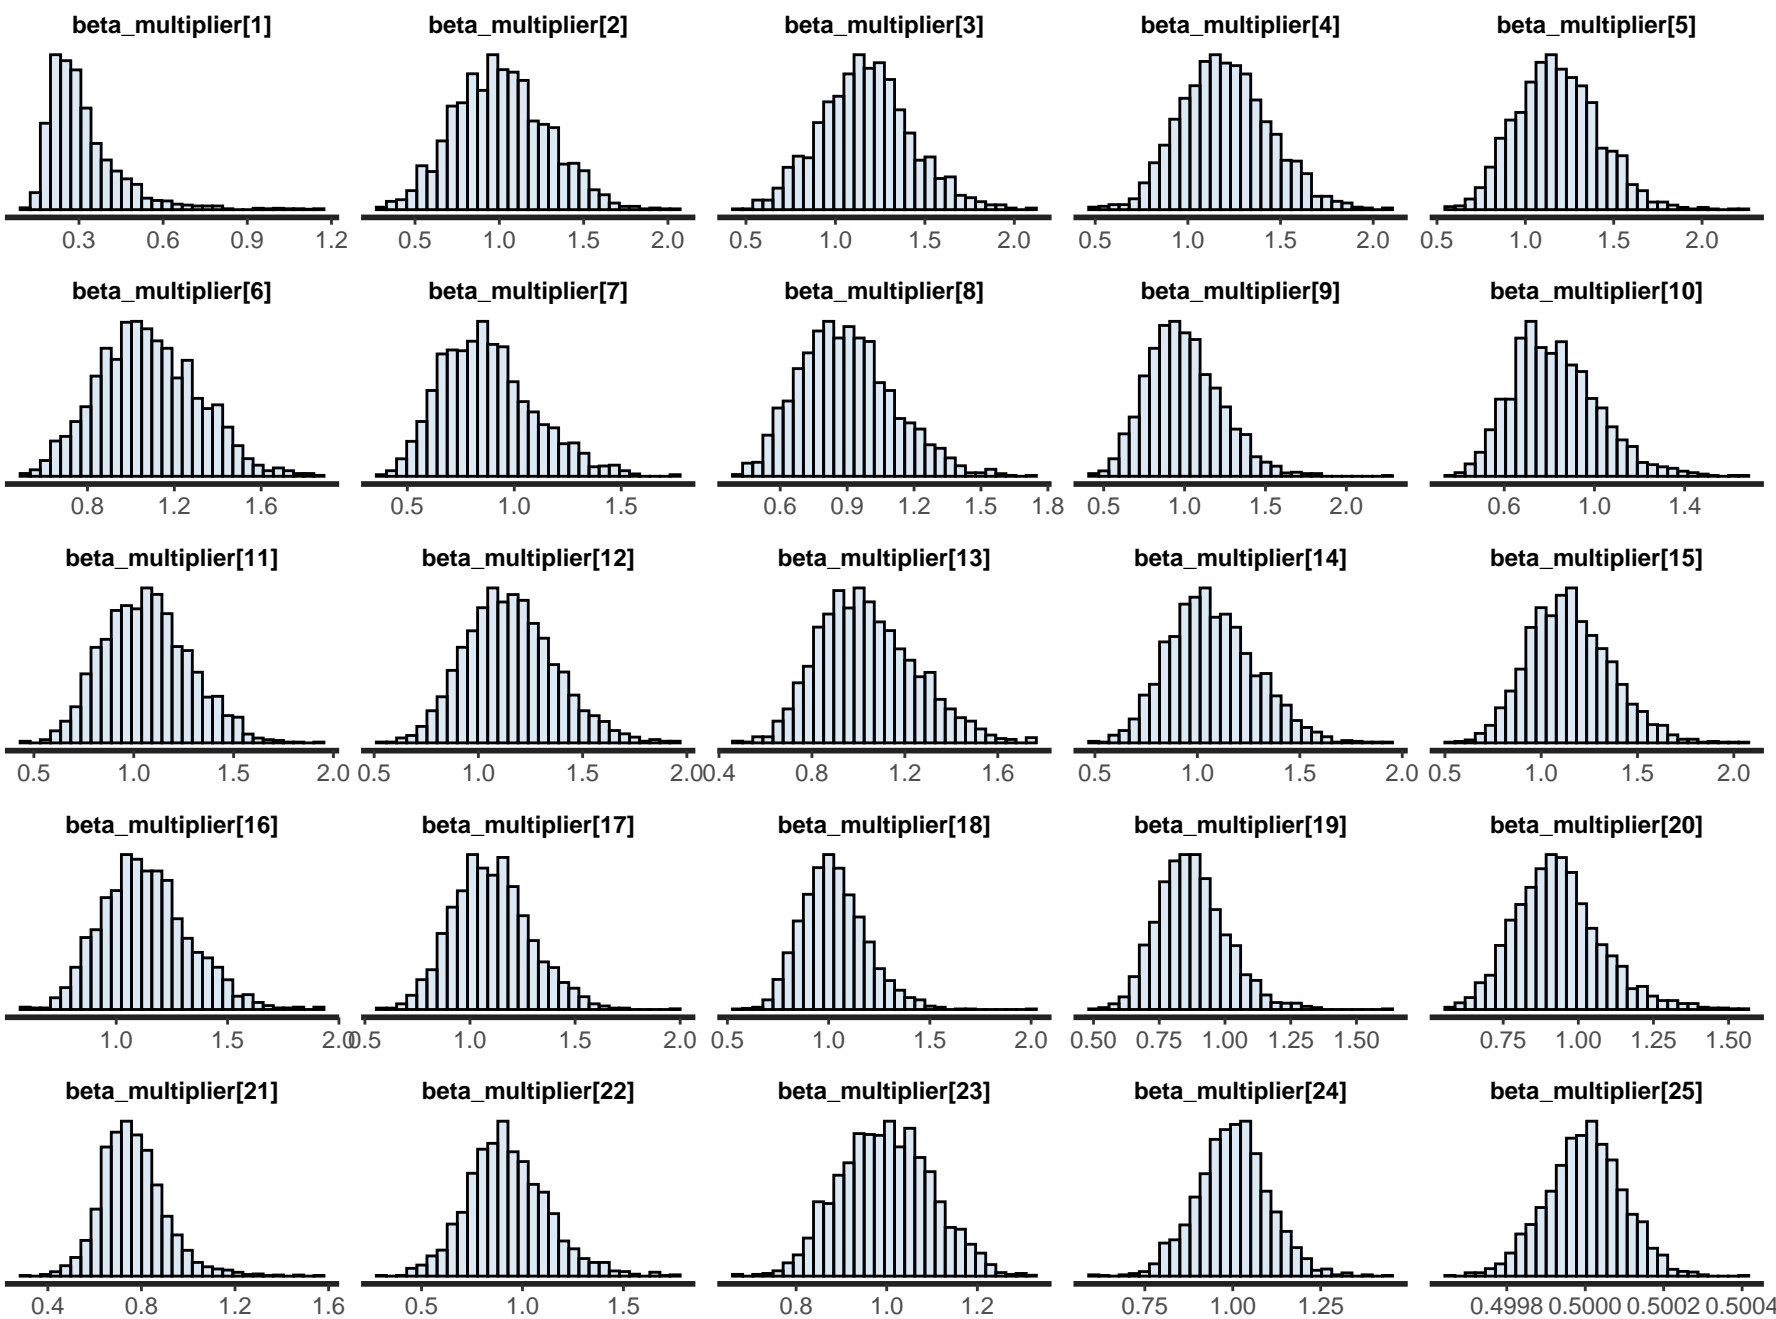 beta_multiplier[1] beta_multiplier[2] beta_multiplier[3] beta_multiplier[4] beta_multiplier[5]
0.3 0.6 0.9 1.2 0.5 1.0 1.5 2.0 0.5 1.0 1.5 2.0 0.5 1.0 1.5 2.0 0.5 1.0 1.5 2.0
beta_multiplier[6] beta_multiplier[7] beta_multiplier[8] beta_multiplier[9] beta_multiplier[10]
0.8 1.2 1.6 0.5 1.0 1.5 0.6 0.9 1.2 1.5 1.8 0.5 1.0 1.5 2.0 0.6 1.0 1.4
beta_multiplier[11] beta_multiplier[12] beta_multiplier[13] beta_multiplier[14] beta_multiplier[15]
0.5 1.0 1.5 2.0 0.5 1.0 1.5 2.0 0.4 0.8 1.2 1.6 0.5 1.0 1.5 2.0 0.5 1.0 1.5 2.0
beta_multiplier[16] beta_multiplier[17] beta_multiplier[18] beta_multiplier[19] beta_multiplier[20]
1.0 1.5 2.0 0.5 1.0 1.5 2.0 0.5 1.0 1.5 2.0 0.50 0.75 1.00 1.25 1.50 0.75 1.00 1.25 1.50
beta_multiplier[21] beta_multiplier[22] beta_multiplier[23] beta_multiplier[24] beta_multiplier[25]
0.4 0.8 1.2 1.6 0.5 1.0 1.5 0.8 1.0 1.2 0.75 1.00 1.25 0.4998 0.5000 0.5002 0.5004